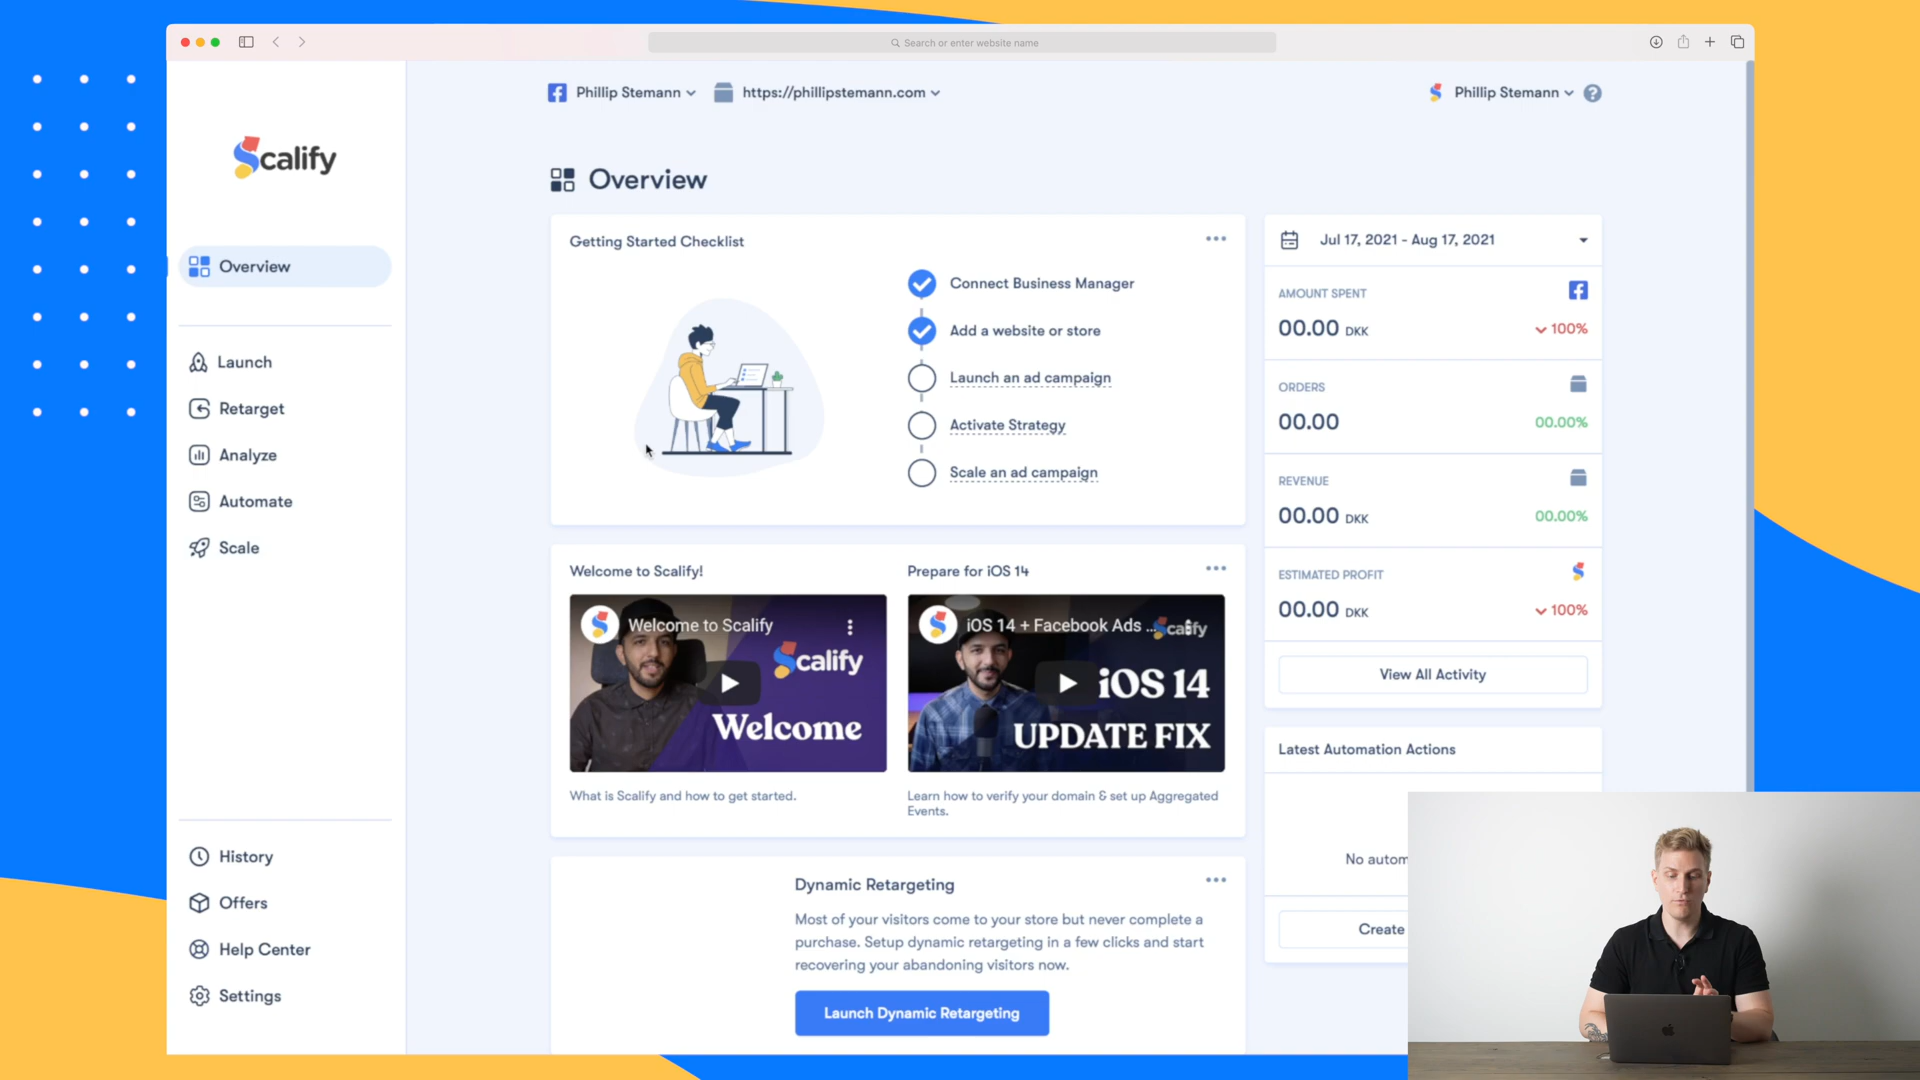 Search or enter website name
Phillip Stemann
https://phillipstemann.com
Phillip Stemann
Scalify
Overview
Launch
Retarget
Analyze
Automate
Scale
History
Offers
Help Center
Settings
Overview
Getting Started Checklist
Connect Business Manager
Add a website or store
Launch an ad campaign
Activate Strategy
Scale an ad campaign
Welcome to Scalify!
Welcome to Scalify
Scalify
Welcome
What is Scalify and how to get started.
Prepare for iOS 14
iOS 14 + Facebook Ads ...
Scalify
iOS 14
UPDATE FIX
Learn how to verify your domain & set up Aggregated
Events.
Dynamic Retargeting
Most of your visitors come to your store but never complete a
purchase. Setup dynamic retargeting in a few clicks and start
recovering your abandoning visitors now.
Launch Dynamic Retargeting
Jul 17, 2021 - Aug 17, 2021
AMOUNT SPENT
00.00 DKK
100%
ORDERS
00.00
00.00%
REVENUE
00.00 DKK
00.00%
ESTIMATED PROFIT
00.00 DKK
100%
View All Activity
Latest Automation Actions
No autom
Create